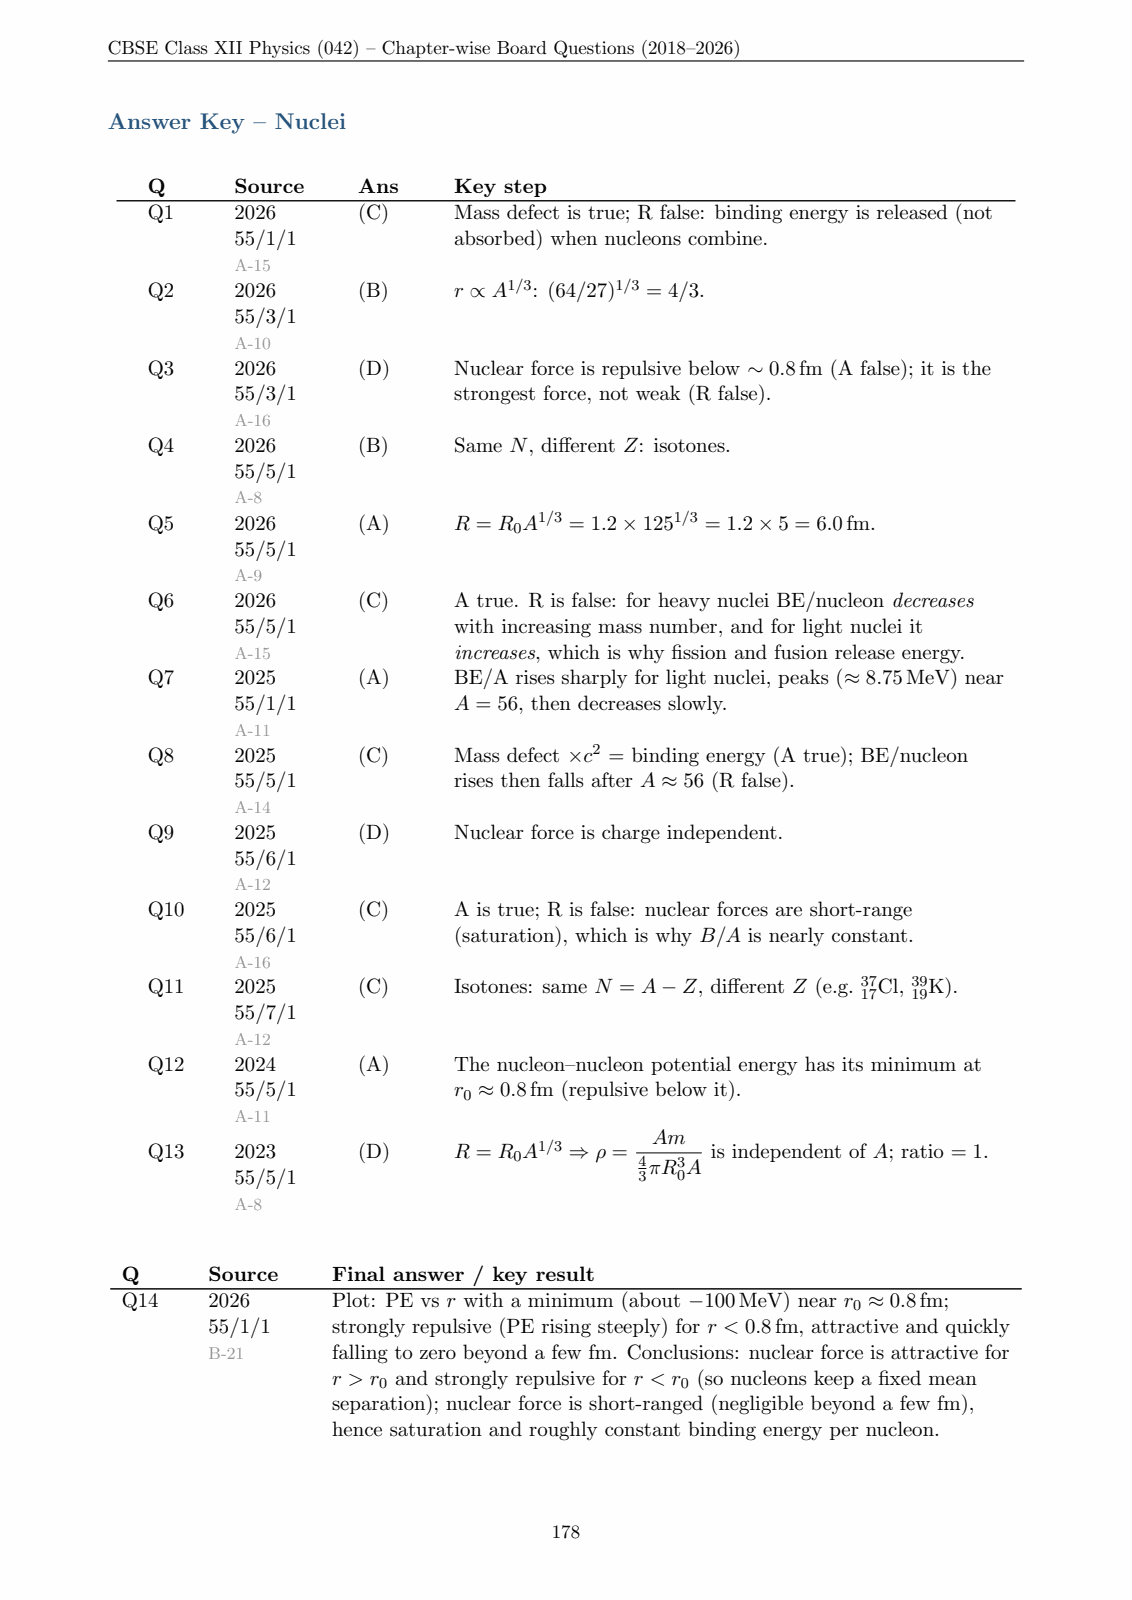 CBSE Class XII Physics (042) – Chapter-wise Board Questions (2018–2026)
Answer Key – Nuclei
Q Source Ans Key step
Q1 2026 (C) Mass defect is true; R false: binding energy is released (not
55/1/1 absorbed) when nucleons combine.
A-15
Q2 2026 (B) r ∝ A^{1/3}: (64/27)^{1/3} = 4/3.
55/3/1
A-10
Q3 2026 (D) Nuclear force is repulsive below ∼ 0.8 fm (A false); it is the
55/3/1 strongest force, not weak (R false).
A-16
Q4 2026 (B) Same N, different Z: isotones.
55/5/1
A-8
Q5 2026 (A) R = R₀A^{1/3} = 1.2 × 125^{1/3} = 1.2 × 5 = 6.0 fm.
55/5/1
A-9
Q6 2026 (C) A true. R is false: for heavy nuclei BE/nucleon decreases
55/5/1 with increasing mass number, and for light nuclei it
A-15 increases, which is why fission and fusion release energy.
Q7 2025 (A) BE/A rises sharply for light nuclei, peaks (≈ 8.75 MeV) near
55/1/1 A = 56, then decreases slowly.
A-11
Q8 2025 (C) Mass defect ×c² = binding energy (A true); BE/nucleon
55/5/1 rises then falls after A ≈ 56 (R false).
A-14
Q9 2025 (D) Nuclear force is charge independent.
55/6/1
A-12
Q10 2025 (C) A is true; R is false: nuclear forces are short-range
55/6/1 (saturation), which is why B/A is nearly constant.
A-16
Q11 2025 (C) Isotones: same N = A − Z, different Z (e.g. ³⁷₁₇Cl, ³⁹₁₉K).
55/7/1
A-12
Q12 2024 (A) The nucleon–nucleon potential energy has its minimum at
55/5/1 r₀ ≈ 0.8 fm (repulsive below it).
A-11
Q13 2023 (D) R = R₀A^{1/3} ⇒ ρ = Am / (4/3 πR₀³A) is independent of A; ratio = 1.
55/5/1
A-8
Q Source Final answer / key result
Q14 2026 Plot: PE vs r with a minimum (about −100 MeV) near r₀ ≈ 0.8 fm;
55/1/1 strongly repulsive (PE rising steeply) for r < 0.8 fm, attractive and quickly
B-21 falling to zero beyond a few fm. Conclusions: nuclear force is attractive for
r > r₀ and strongly repulsive for r < r₀ (so nucleons keep a fixed mean
separation); nuclear force is short-ranged (negligible beyond a few fm),
hence saturation and roughly constant binding energy per nucleon.
178